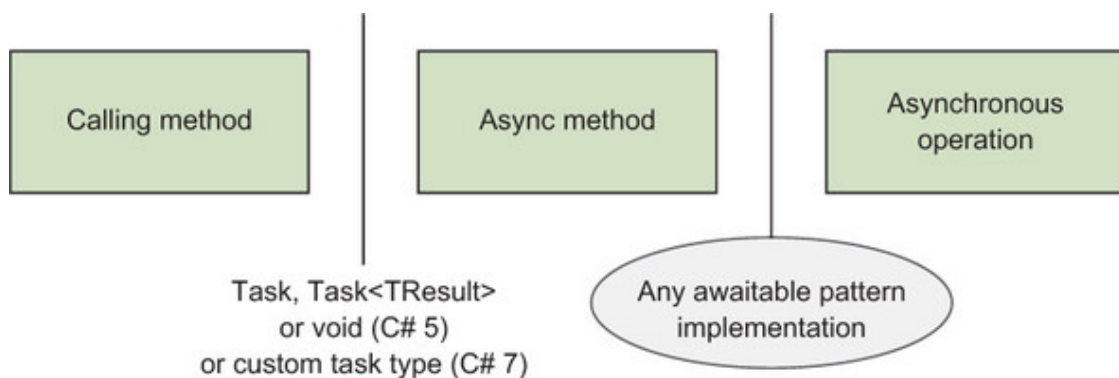 Calling method
Async method
Asynchronous
operation
Task, Task<TResult>
or void (C# 5)
or custom task type (C# 7)
Any awaitable pattern
implementation